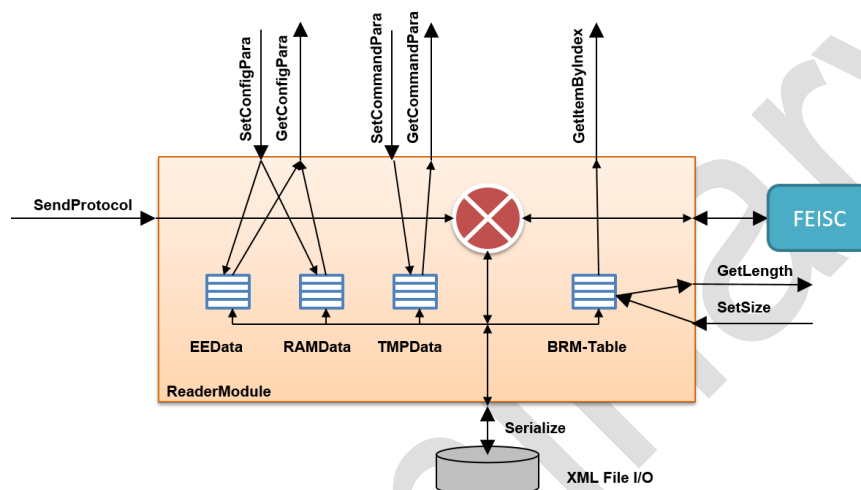 SetConfigPara
GetConfigPara
SetCommandPara
GetCommandPara
GetItemByIndex
SendProtocol
FEISC
GetLength
SetSize
EEData
RAMData
TMPData
BRM-Table
ReaderModule
Serialize
XML File I/O